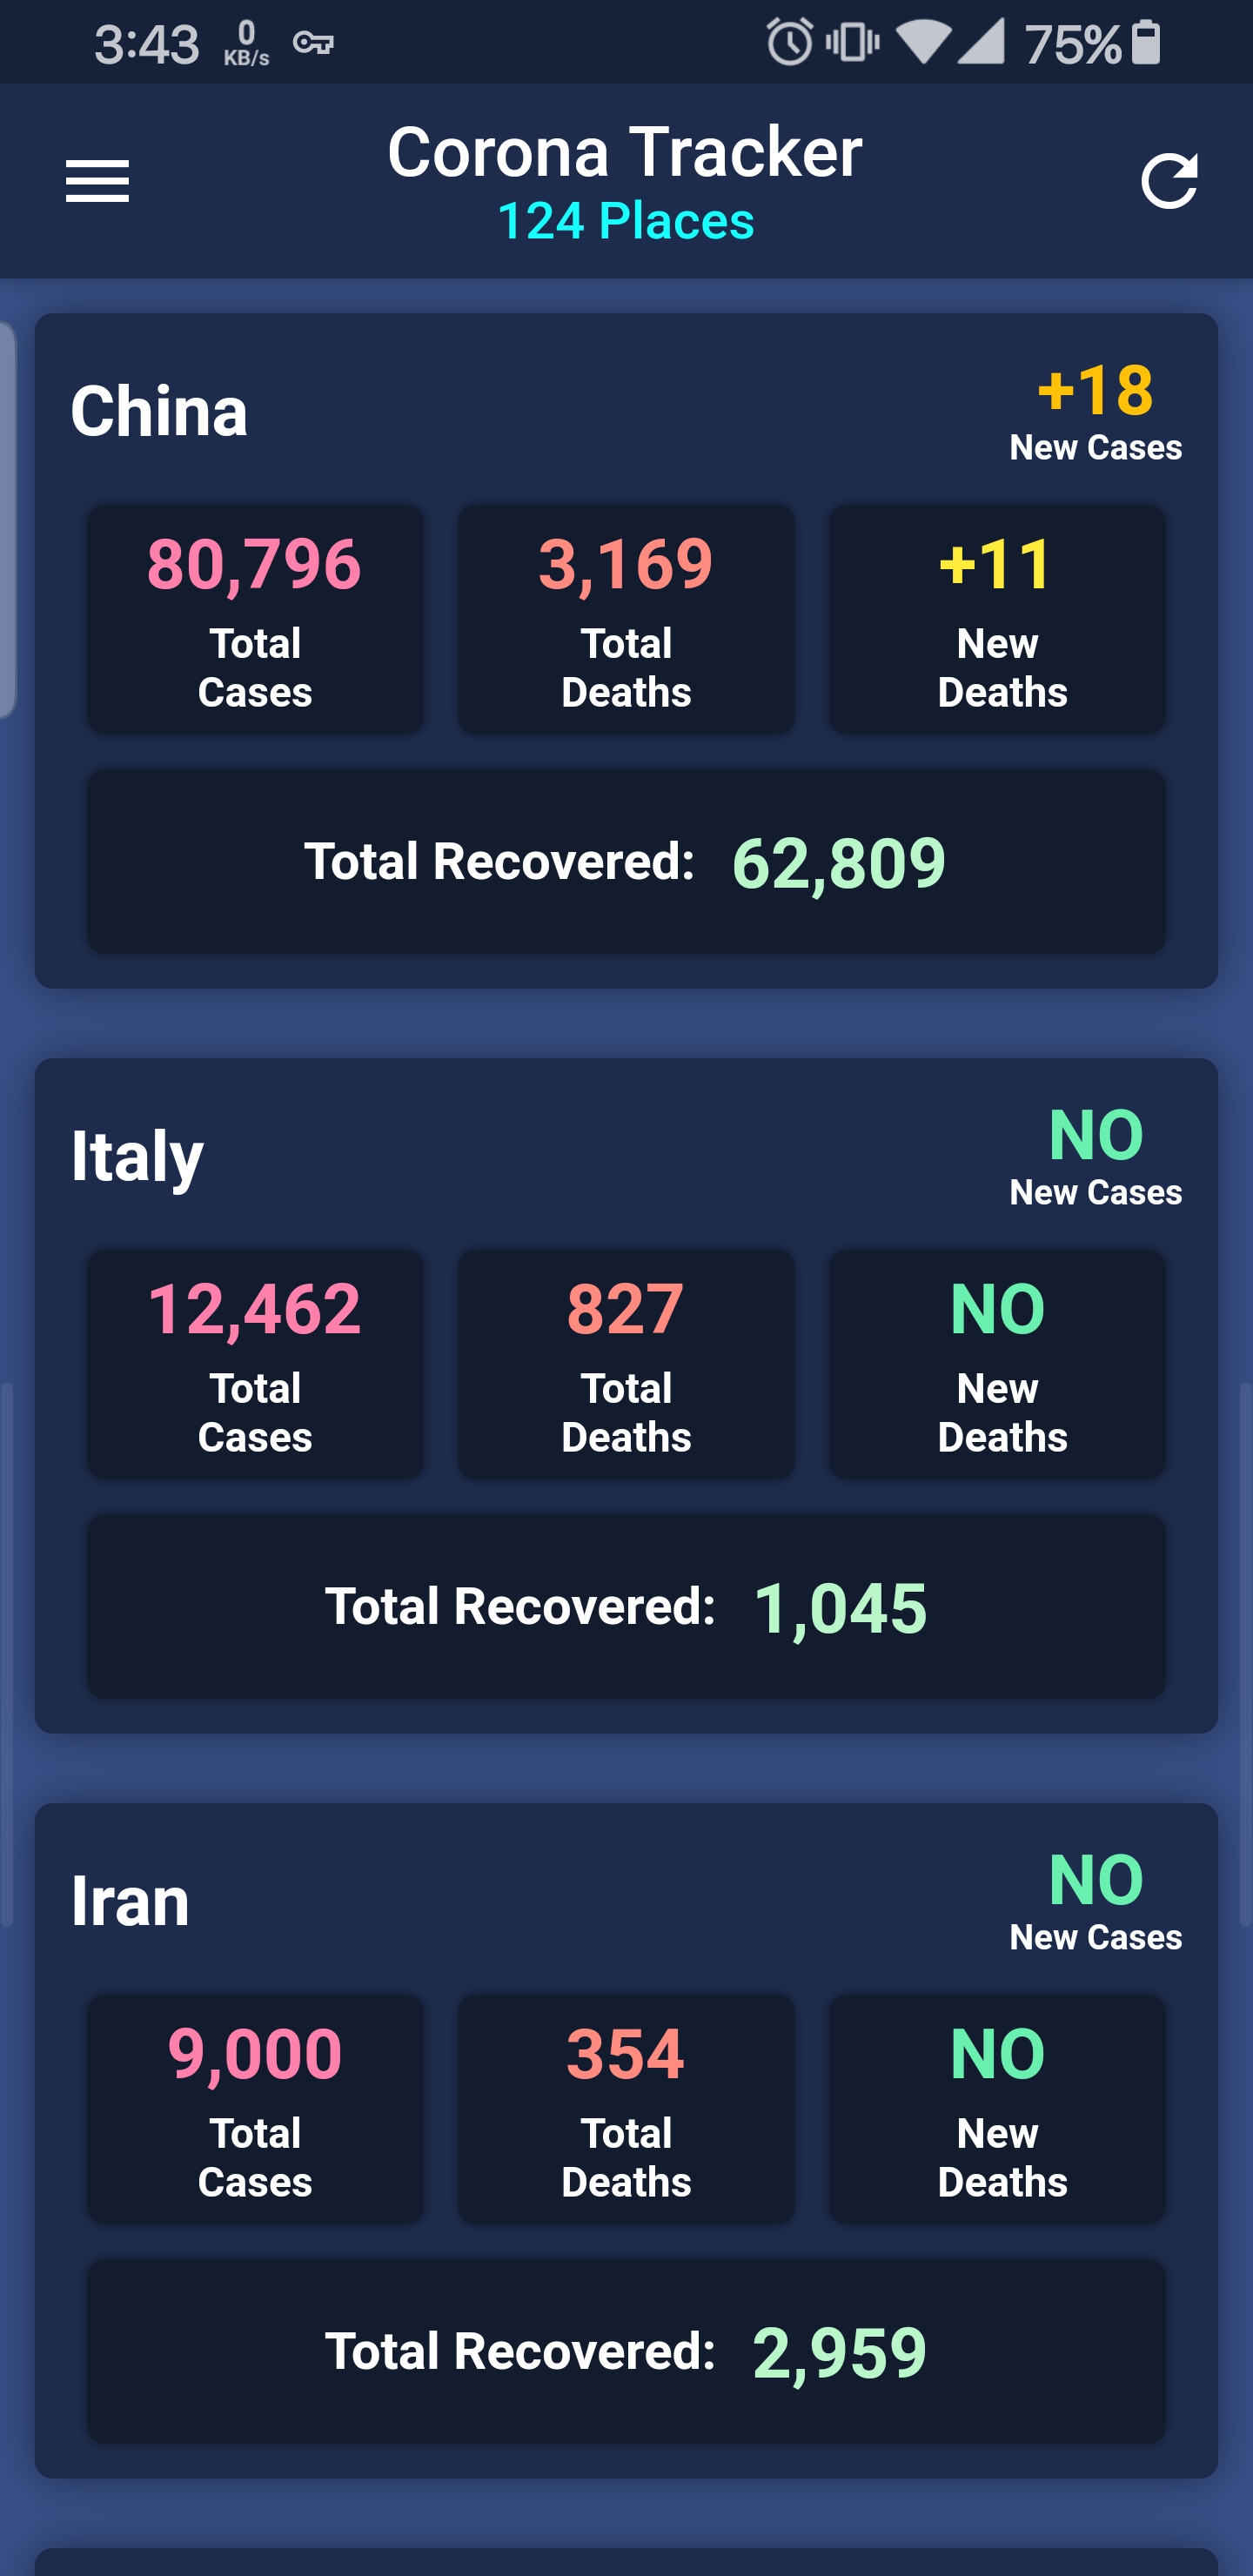 3:43 0 KB/s 75%
Corona Tracker
124 Places
China
+18
New Cases
80,796
Total
Cases
3,169
Total
Deaths
+11
New
Deaths
Total Recovered: 62,809
Italy
NO
New Cases
12,462
Total
Cases
827
Total
Deaths
NO
New
Deaths
Total Recovered: 1,045
Iran
NO
New Cases
9,000
Total
Cases
354
Total
Deaths
NO
New
Deaths
Total Recovered: 2,959